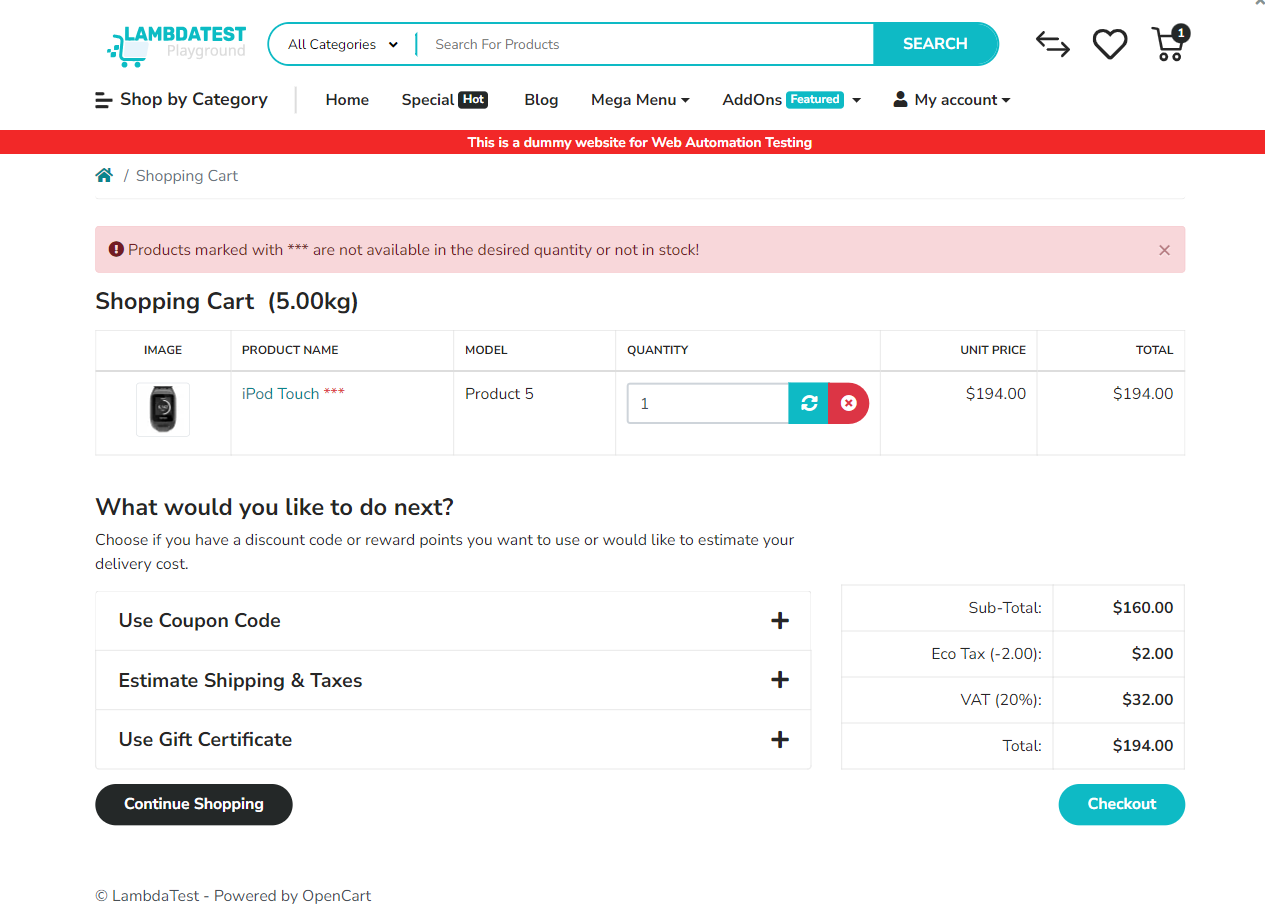 LAMBDATEST
Playground
All Categories
Search For Products
SEARCH
1
Shop by Category
Home
Special Hot
Blog
Mega Menu
AddOns Featured
My account
This is a dummy website for Web Automation Testing
/ Shopping Cart
Products marked with *** are not available in the desired quantity or not in stock!
×
Shopping Cart (5.00kg)
IMAGE PRODUCT NAME MODEL QUANTITY UNIT PRICE TOTAL
iPod Touch *** Product 5 1 $194.00 $194.00
What would you like to do next?
Choose if you have a discount code or reward points you want to use or would like to estimate your
delivery cost.
Use Coupon Code
Estimate Shipping & Taxes
Use Gift Certificate
Sub-Total: $160.00
Eco Tax (-2.00): $2.00
VAT (20%): $32.00
Total: $194.00
Continue Shopping
Checkout
© LambdaTest - Powered by OpenCart